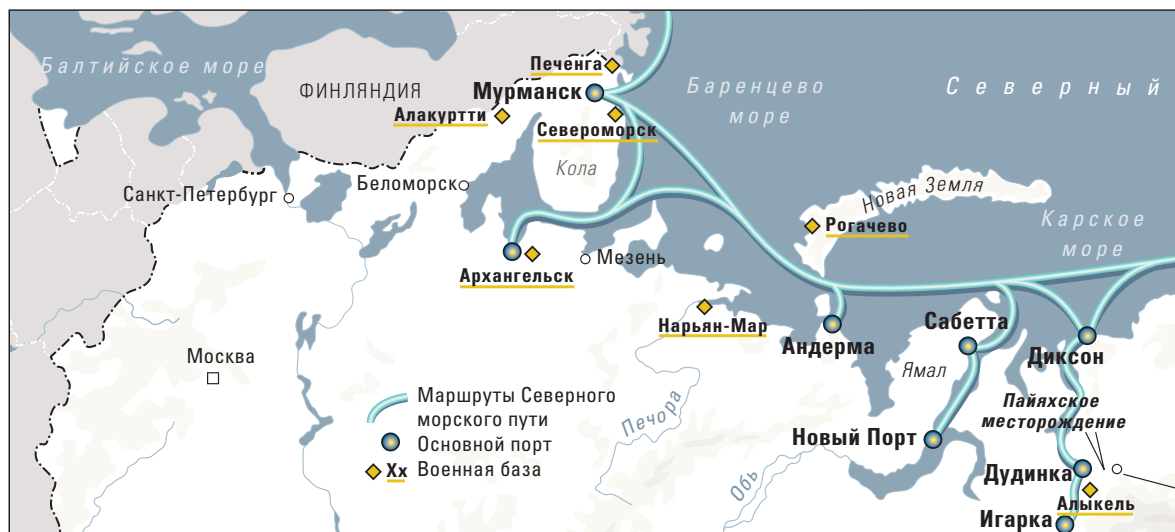 Балтийское море
ФИНЛЯНДИЯ
Печенга
Мурманск
Алакуртти
Североморск
Баренцево
море
Северный
Кола
Беломорск
Санкт-Петербург
Новая Земля
Рогачево
Карское
море
Архангельск
Мезень
Нарьян-Мар
Андерма
Сабетта
Диксон
Москва
Ямал
Маршруты Северного
морского пути
Основной порт
Хх Военная база
Печора
Обь
Новый Порт
Пайяхское
месторождение
Дудинка
Алыкель
Игарка